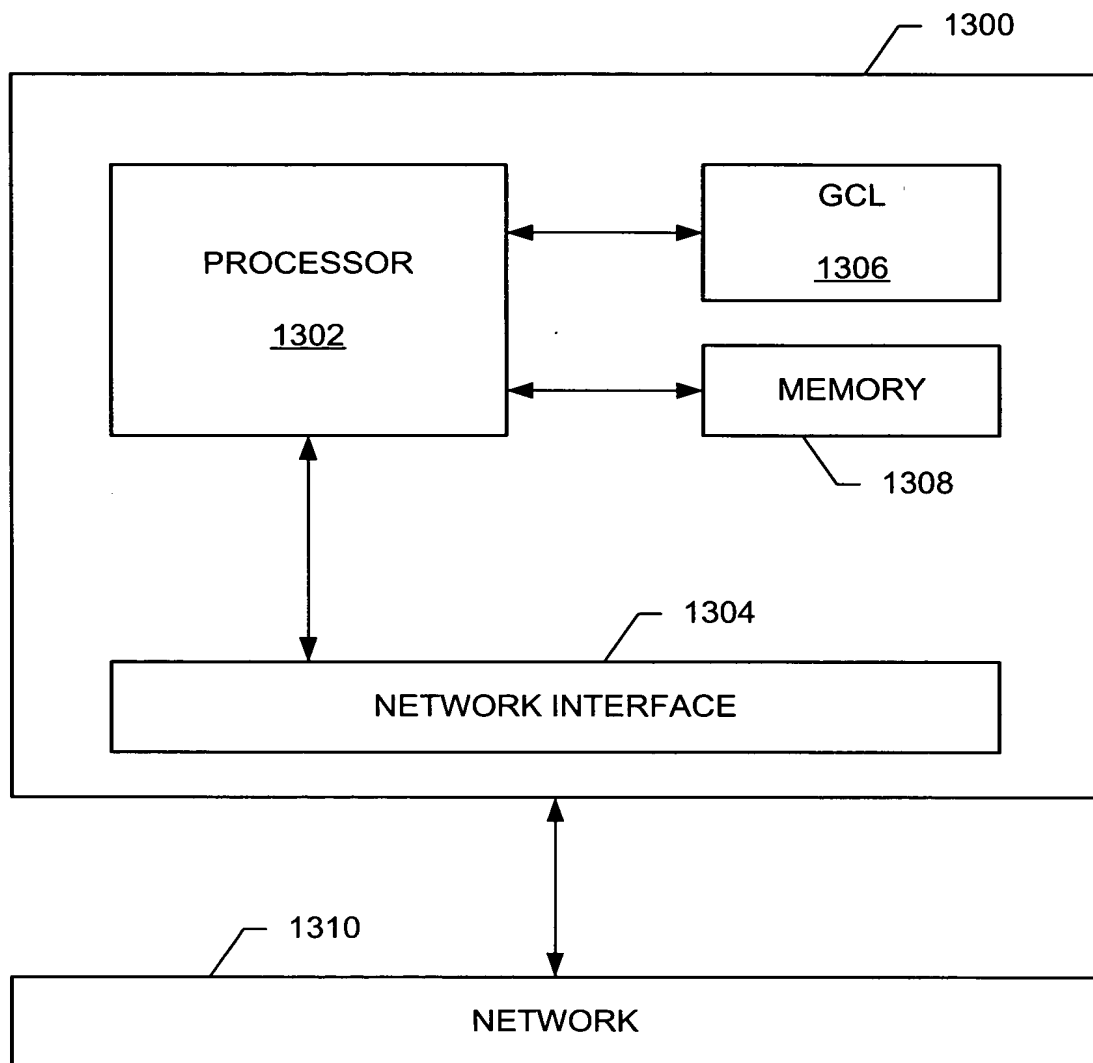 1300
PROCESSOR
1302
GCL
1306
MEMORY
1308
1304
NETWORK INTERFACE
1310
NETWORK